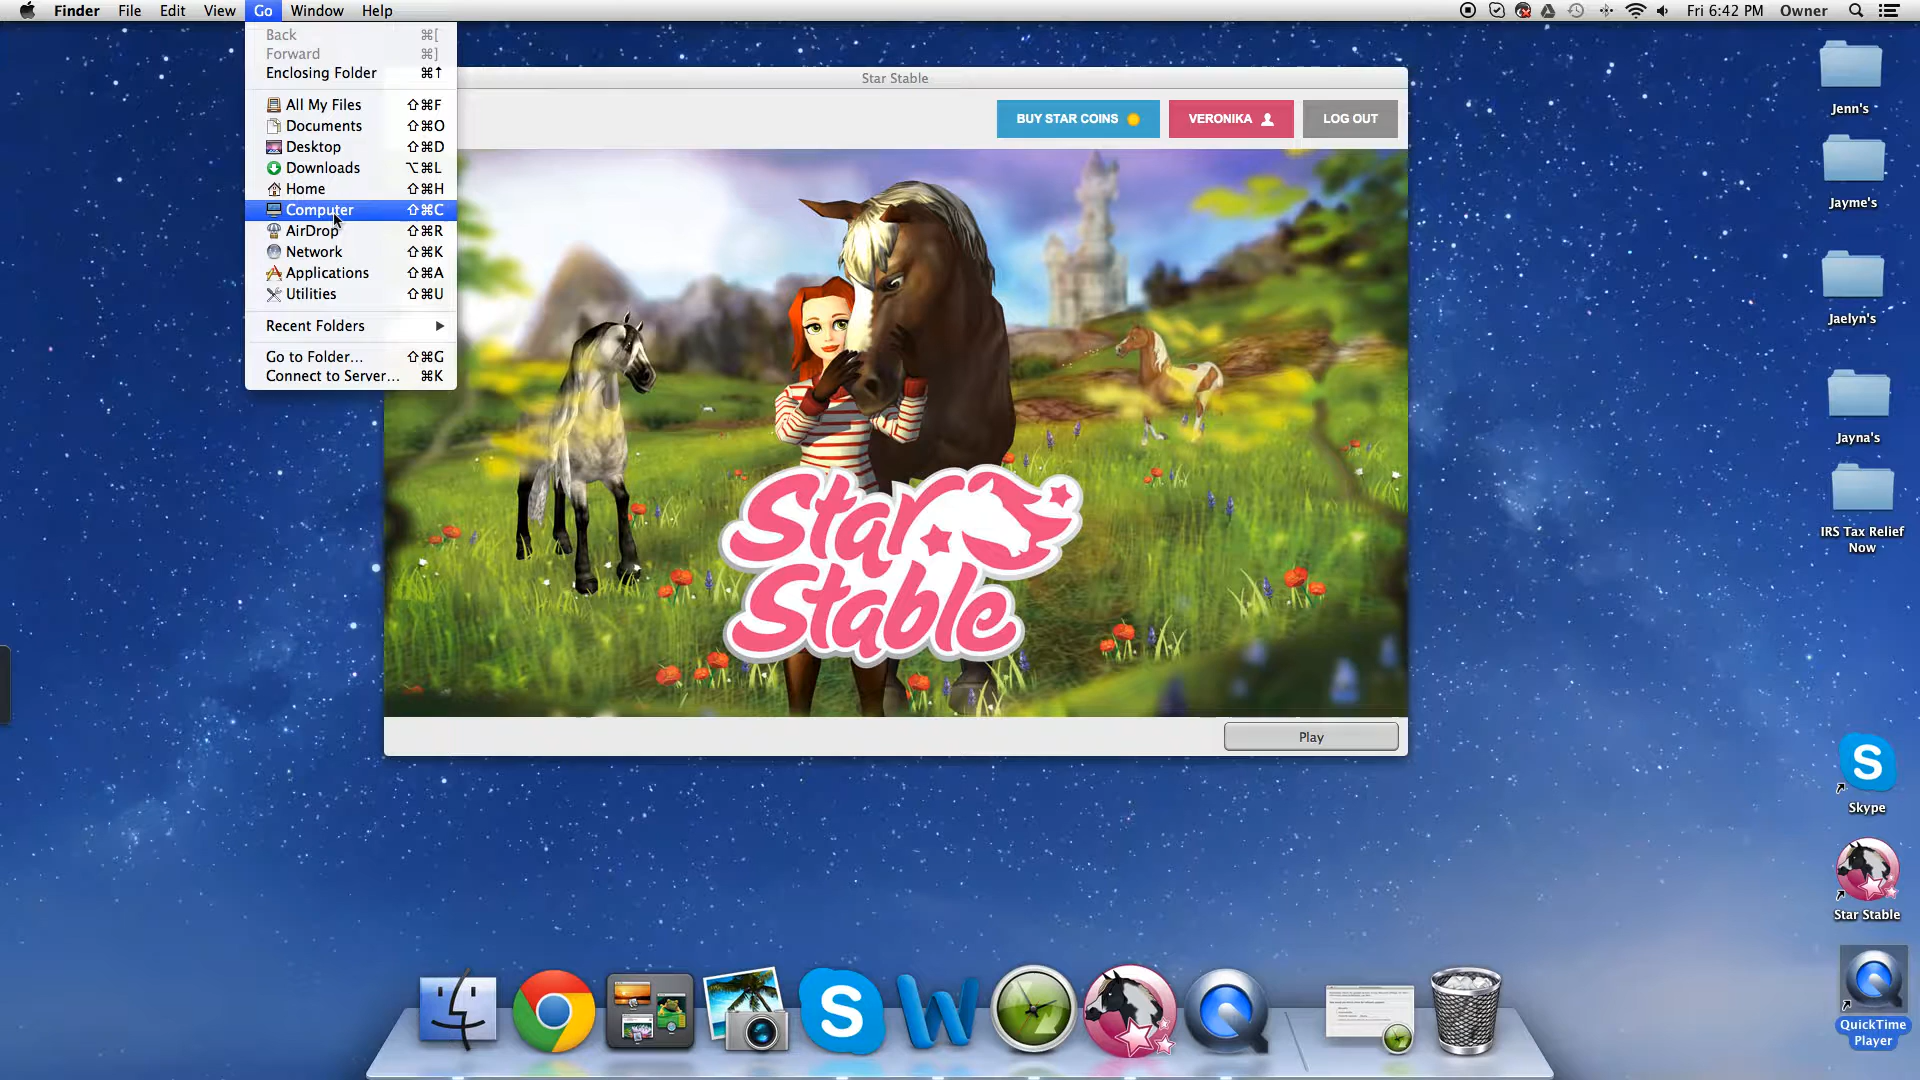 Finder File Edit View Go Window Help
Fri 6:42 PM Owner
Back ⌘[
Forward ⌘]
Enclosing Folder ⌘↑
All My Files ⇧⌘F
Documents ⇧⌘O
Desktop ⇧⌘D
Downloads ⌥⌘L
Home ⇧⌘H
Computer ⇧⌘C
AirDrop ⇧⌘R
Network ⇧⌘K
Applications ⇧⌘A
Utilities ⇧⌘U
Recent Folders
Go to Folder... ⇧⌘G
Connect to Server... ⌘K
Star Stable
BUY STAR COINS
VERONIKA
LOG OUT
Star
Stable
Play
Jenn's
Jayme's
Jaelyn's
Jayna's
IRS Tax Relief
Now
Skype
Star Stable
QuickTime
Player